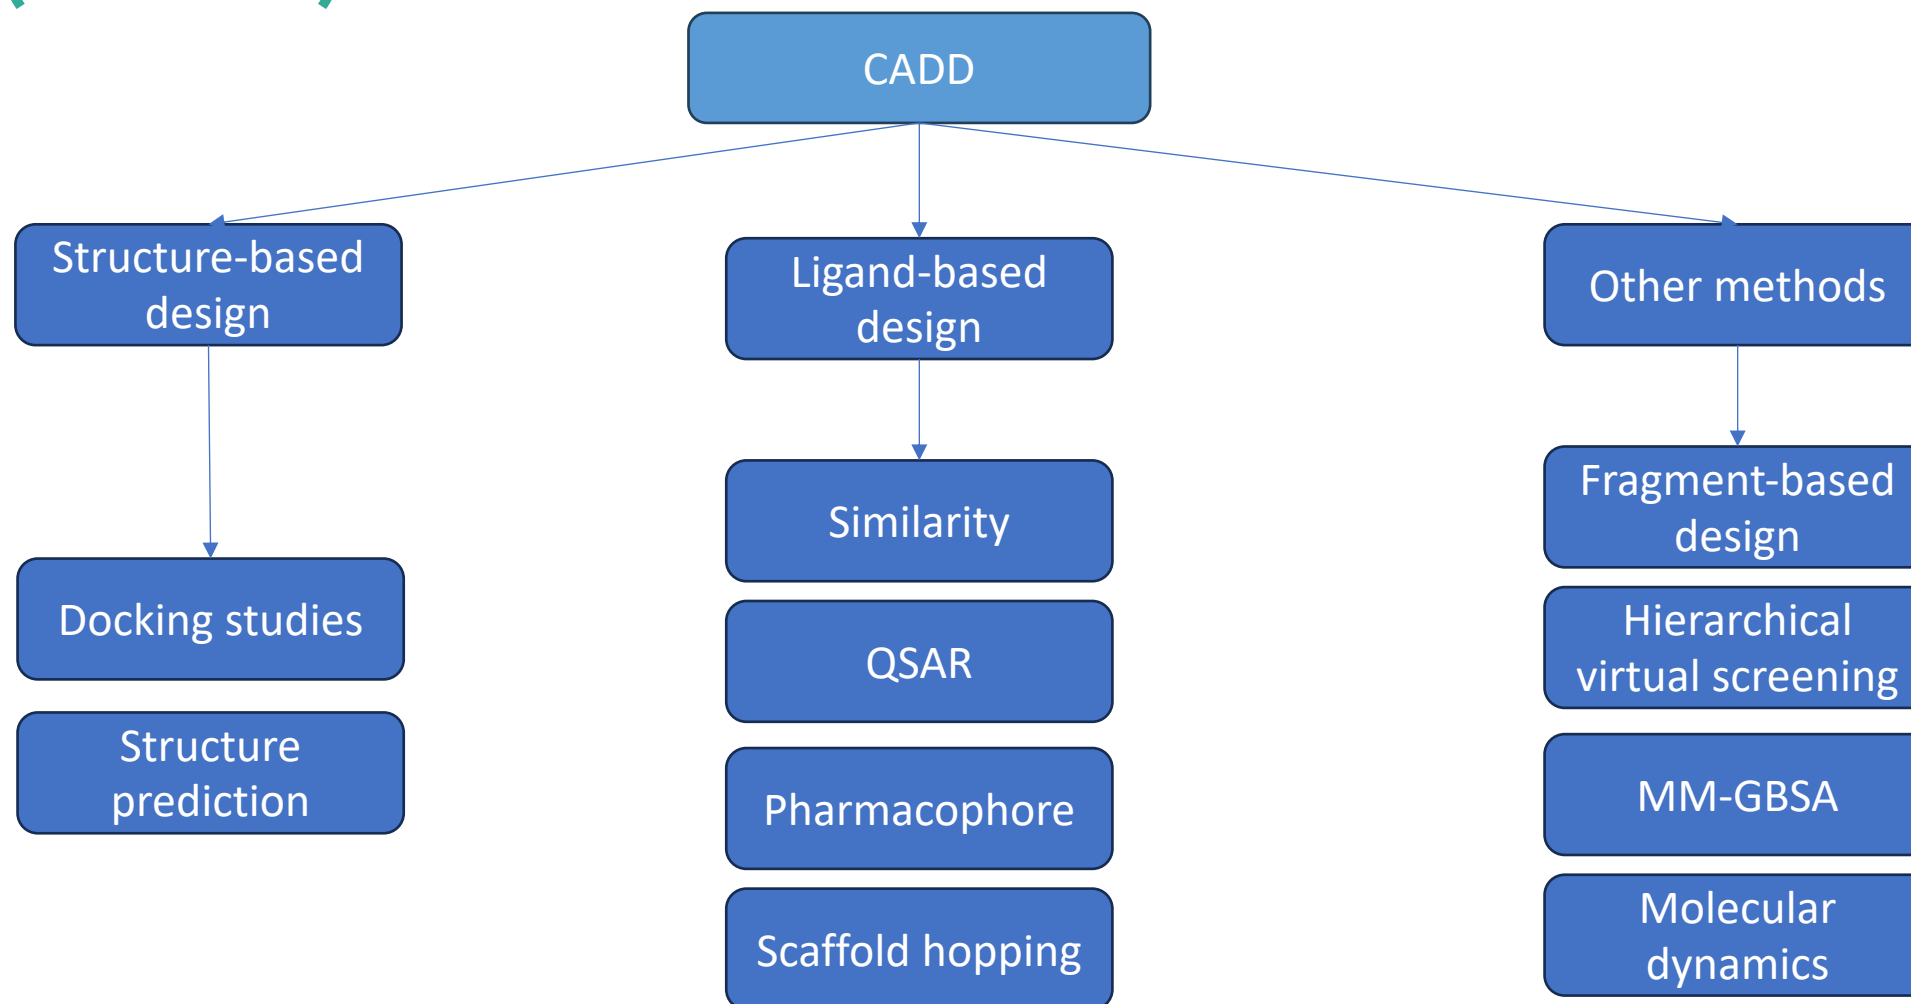 CADD
Structure-based
design
Ligand-based
design
Other methods
Docking studies
Structure
prediction
Similarity
QSAR
Pharmacophore
Scaffold hopping
Fragment-based
design
Hierarchical
virtual screening
MM-GBSA
Molecular
dynamics